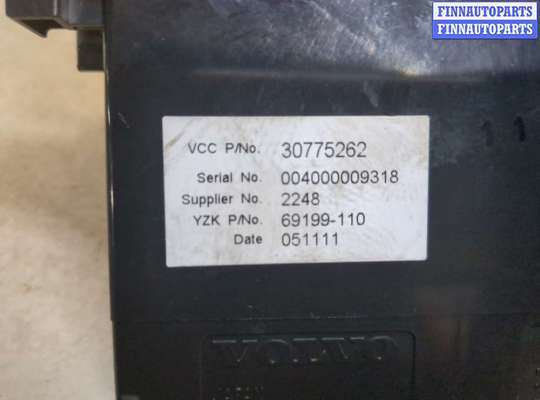 FINNAUTOPARTS
FINNAUTOPARTS
VCC P/No. 30775262
Serial No. 004000009318
Supplier No. 2248
YZK P/No. 69199-110
Date 051111
VOLVO